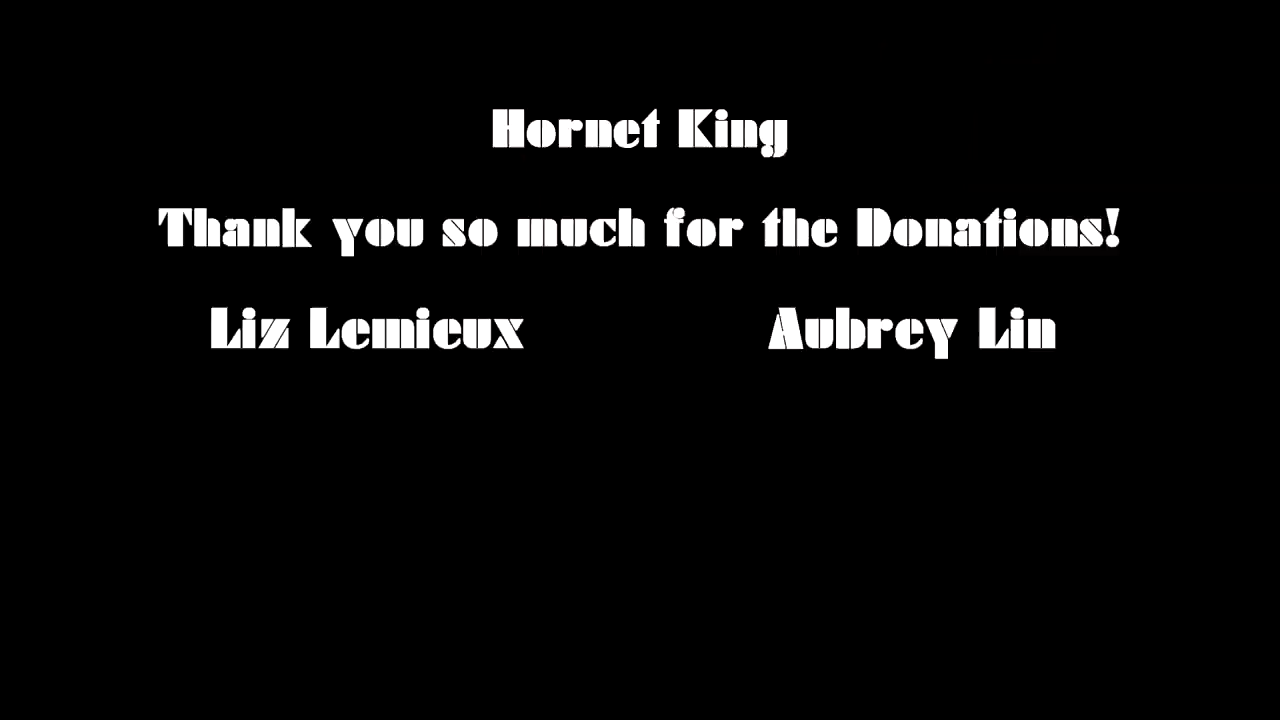 Hornet King
Thank you so much for the Donations!
Liz Lemieux Aubrey Lin